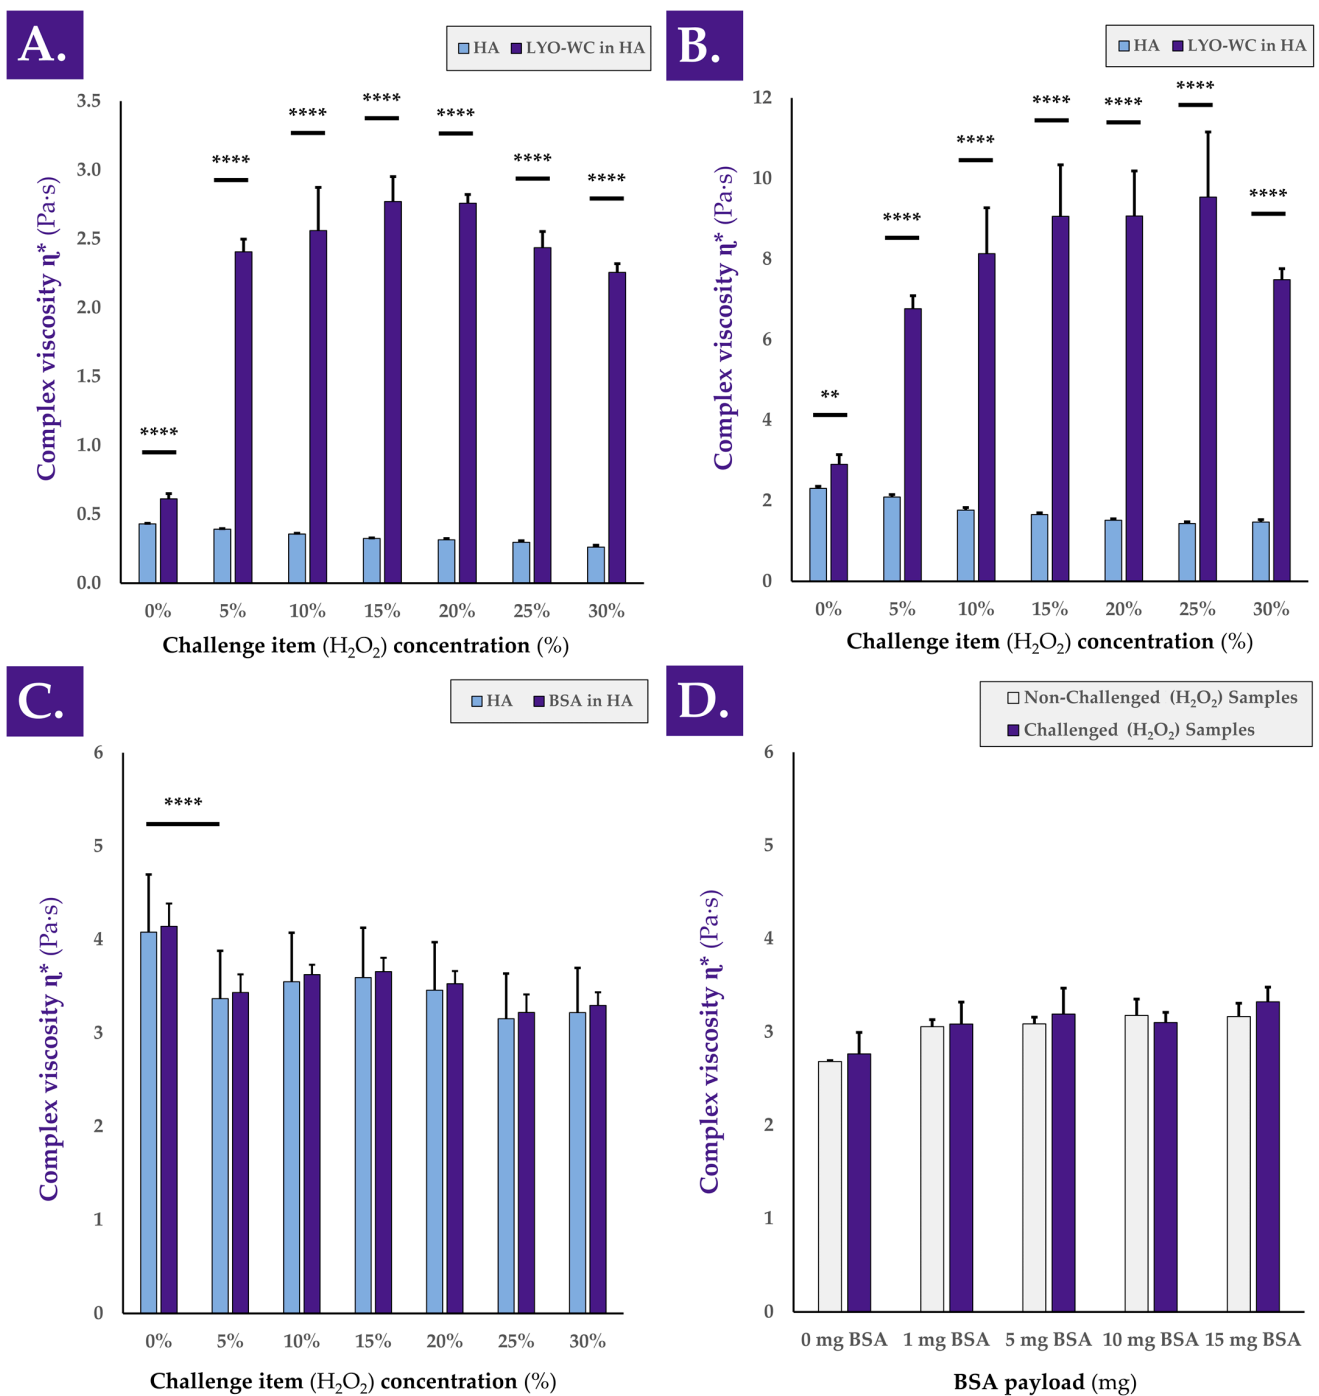 A.
HA LYO-WC in HA
Complex viscosity η* (Pa·s)
3.5
3.0
2.5
2.0
1.5
1.0
0.5
0.0
**** **** **** **** **** **** ****
0% 5% 10% 15% 20% 25% 30%
Challenge item (H₂O₂) concentration (%)
B.
HA LYO-WC in HA
Complex viscosity η* (Pa·s)
12
10
8
6
4
2
0
** **** **** **** **** **** ****
0% 5% 10% 15% 20% 25% 30%
Challenge item (H₂O₂) concentration (%)
C.
HA BSA in HA
Complex viscosity η* (Pa·s)
6
5
4
3
2
1
0
****
0% 5% 10% 15% 20% 25% 30%
Challenge item (H₂O₂) concentration (%)
D.
Non-Challenged (H₂O₂) Samples
Challenged (H₂O₂) Samples
Complex viscosity η* (Pa·s)
6
5
4
3
2
1
0
0 mg BSA 1 mg BSA 5 mg BSA 10 mg BSA 15 mg BSA
BSA payload (mg)